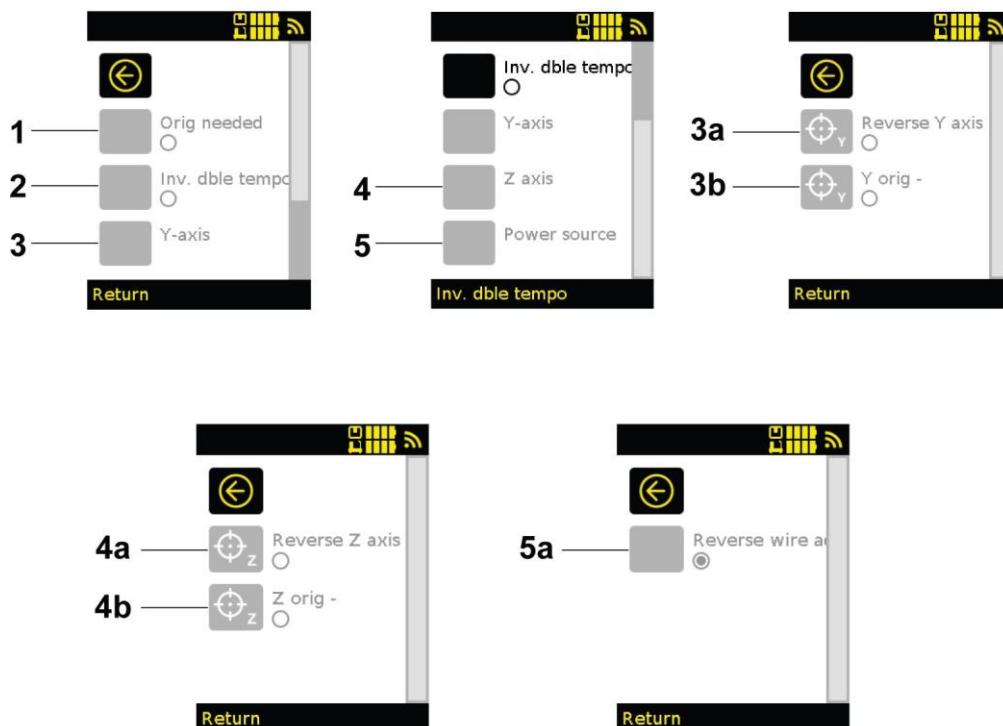 1
Orig needed
2
Inv. dble tempo
3
Y-axis
Return
Inv. dble tempo
Y-axis
4
Z axis
5
Power source
Inv. dble tempo
3a
Reverse Y axis
Y
3b
Y orig -
Y
Return
4a
Reverse Z axis
Z
4b
Z orig -
Z
Return
5a
Reverse wire a
Return